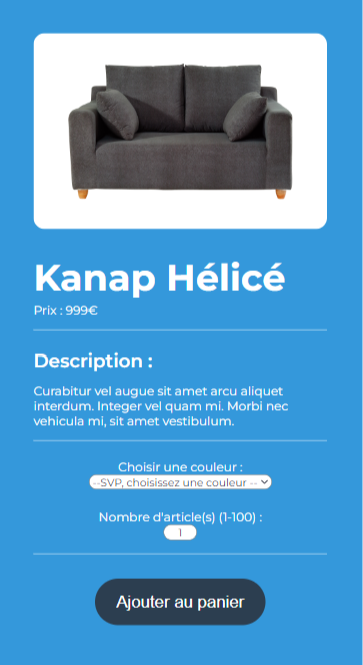 Kanap Hélicé
Prix : 999€
Description :
Curabitur vel augue sit amet arcu aliquet
interdum. Integer vel quam mi. Morbi nec
vehicula mi, sit amet vestibulum.
Choisir une couleur :
--SVP, choisissez une couleur --
Nombre d'article(s) (1-100) :
1
Ajouter au panier